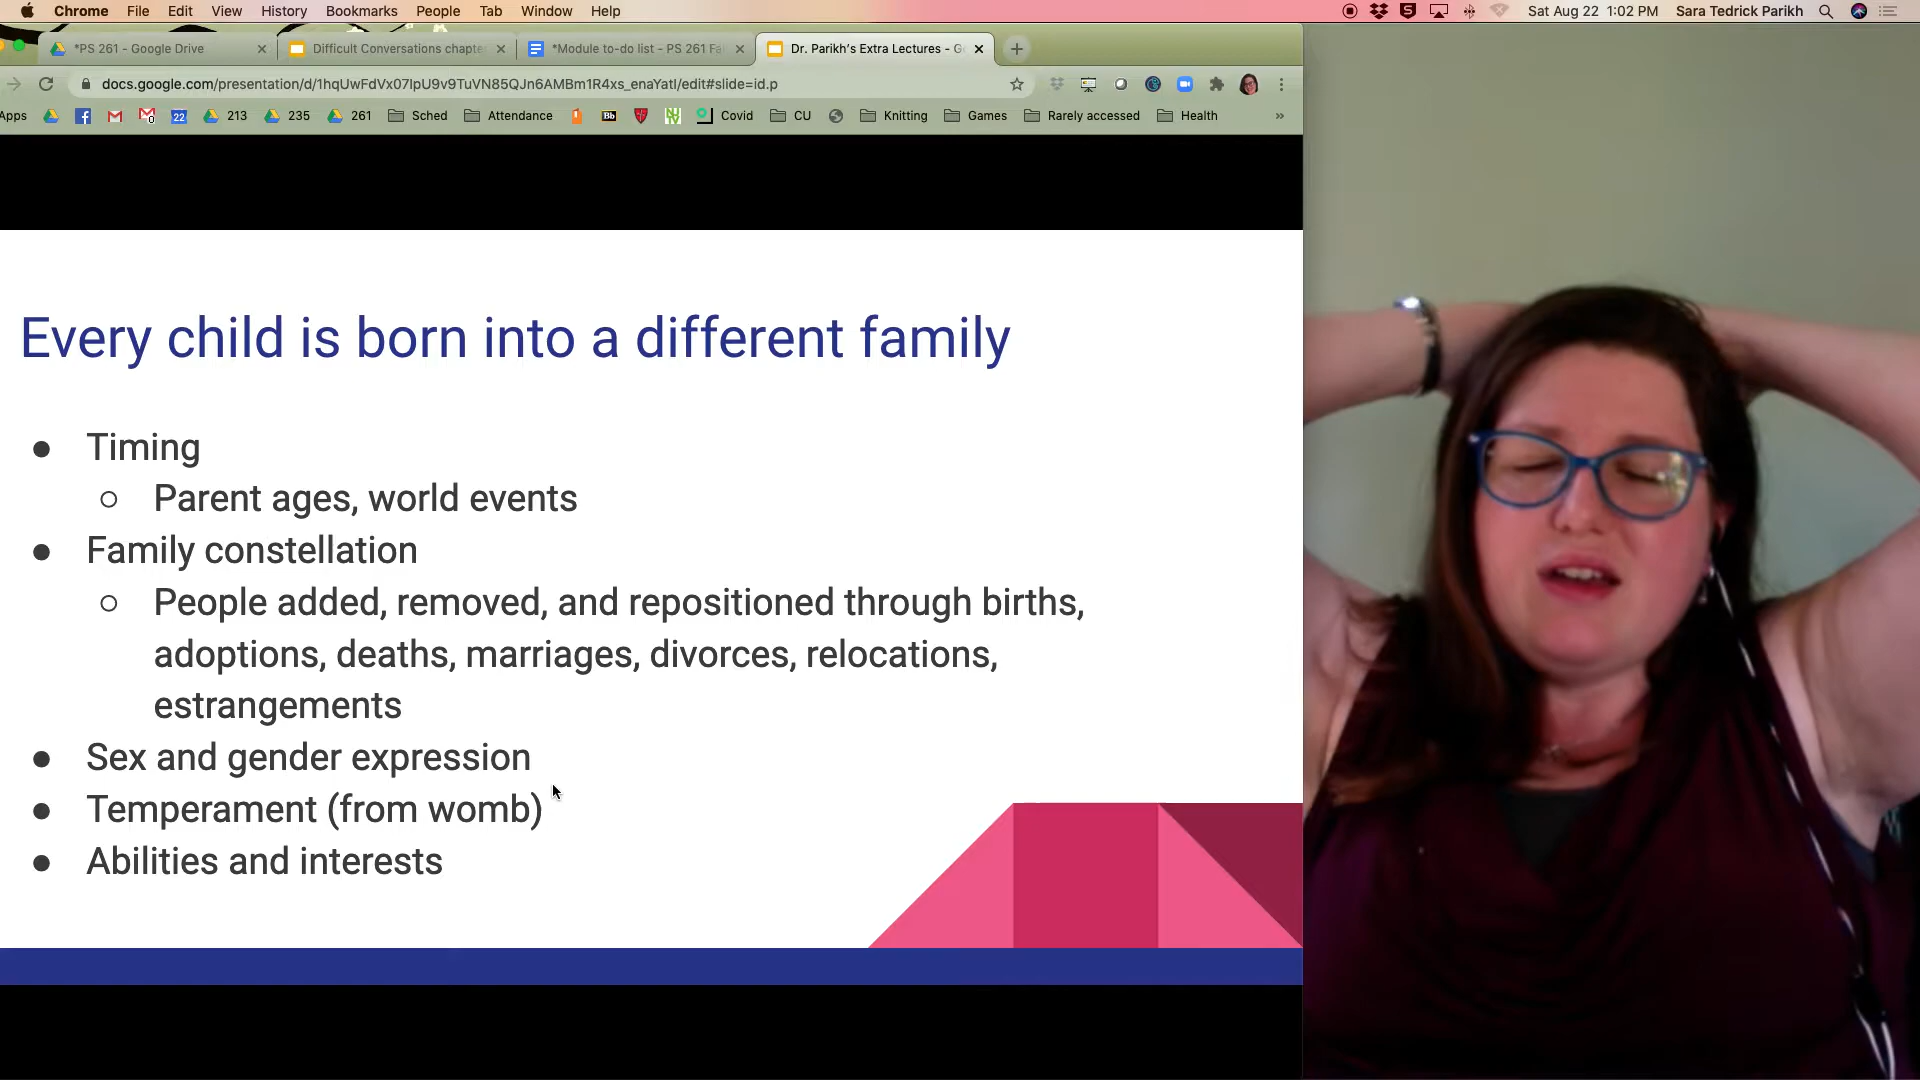 Chrome File Edit View History Bookmarks People Tab Window Help Sat Aug 22 1:02 PM Sara Tedrick Parikh
*PS 261 - Google Drive Difficult Conversations chapte *Module to-do list - PS 261 Fa Dr. Parikh's Extra Lectures - G
docs.google.com/presentation/d/1hqUwFdVx07lpU9v9TuVN85QJn6AMBm1R4xs_enaYatI/edit#slide=id.p
Apps 22 213 235 261 Sched Attendance Bb Covid CU Knitting Games Rarely accessed Health »
Every child is born into a different family
● Timing
○ Parent ages, world events
● Family constellation
○ People added, removed, and repositioned through births,
adoptions, deaths, marriages, divorces, relocations,
estrangements
● Sex and gender expression
● Temperament (from womb)
● Abilities and interests